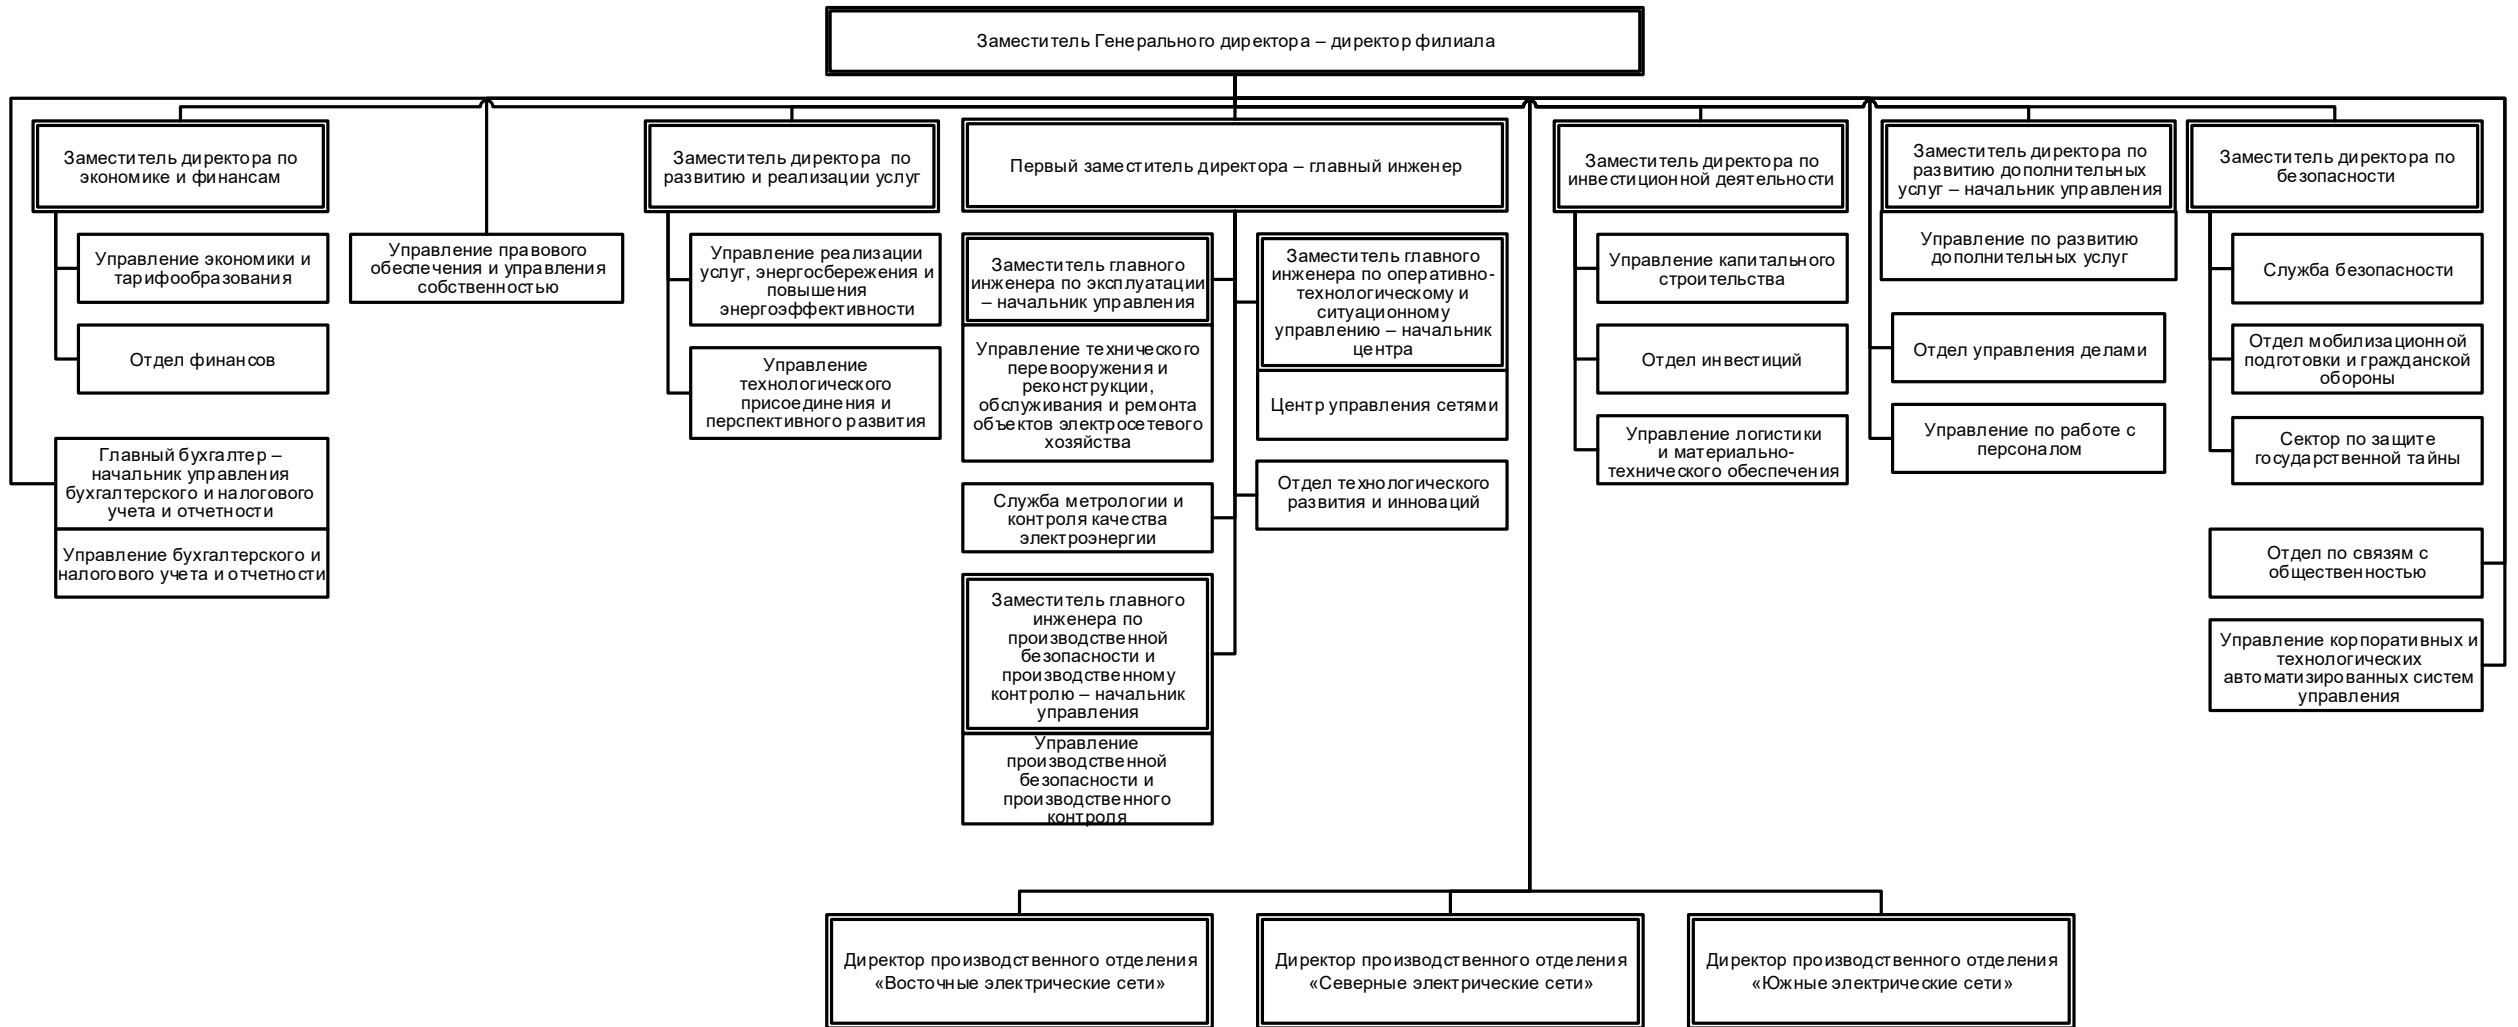 Заместитель Генерального директора – директор филиала
Заместитель директора по
экономике и финансам
Управление экономики и
тарифообразования
Отдел финансов
Главный бухгалтер –
начальник управления
бухгалтерского и налогового
учета и отчетности
Управление бухгалтерского и
налогового учета и отчетности
Управление правового
обеспечения и управления
собственностью
Заместитель директора по
развитию и реализации услуг
Управление реализации
услуг, энергосбережения и
повышения
энергоэффективности
Управление
технологического
присоединения и
перспективного развития
Первый заместитель директора – главный инженер
Заместитель главного
инженера по эксплуатации
– начальник управления
Управление технического
перевооружения и
реконструкции,
обслуживания и ремонта
объектов электросетевого
хозяйства
Служба метрологии и
контроля качества
электроэнергии
Заместитель главного
инженера по
производственной
безопасности и
производственному
контролю – начальник
управления
Управление
производственной
безопасности и
производственного
контроля
Заместитель главного
инженера по оперативно-
технологическому и
ситуационному
управлению – начальник
центра
Центр управления сетями
Отдел технологического
развития и инноваций
Заместитель директора по
инвестиционной деятельности
Управление капитального
строительства
Отдел инвестиций
Управление логистики
и материально-
технического обеспечения
Заместитель директора по
развитию дополнительных
услуг – начальник управления
Управление по развитию
дополнительных услуг
Отдел управления делами
Управление по работе с
персоналом
Заместитель директора по
безопасности
Служба безопасности
Отдел мобилизационной
подготовки и гражданской
обороны
Сектор по защите
государственной тайны
Отдел по связям с
общественностью
Управление корпоративных и
технологических
автоматизированных систем
управления
Директор производственного отделения
«Восточные электрические сети»
Директор производственного отделения
«Северные электрические сети»
Директор производственного отделения
«Южные электрические сети»